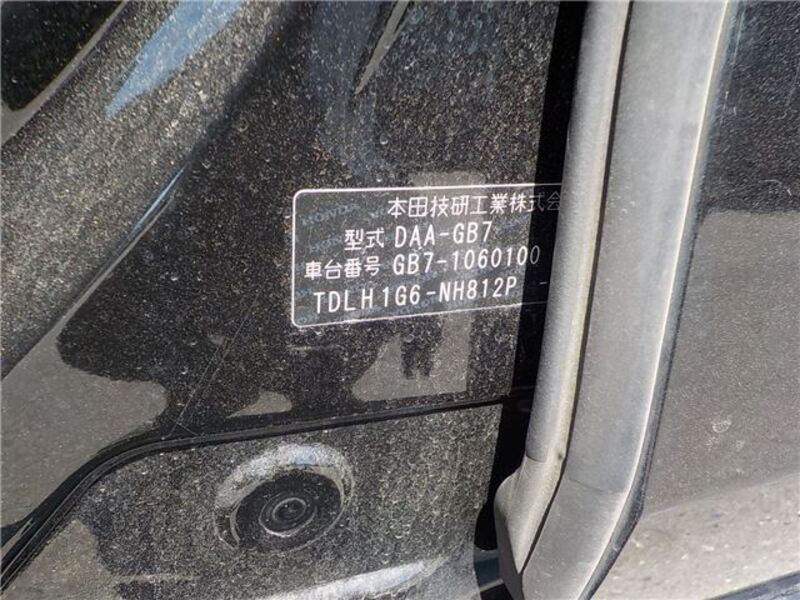 本田技研工業株式会
型式 DAA-GB7
車台番号 GB7-1060100
TDLH1G6-NH812P -